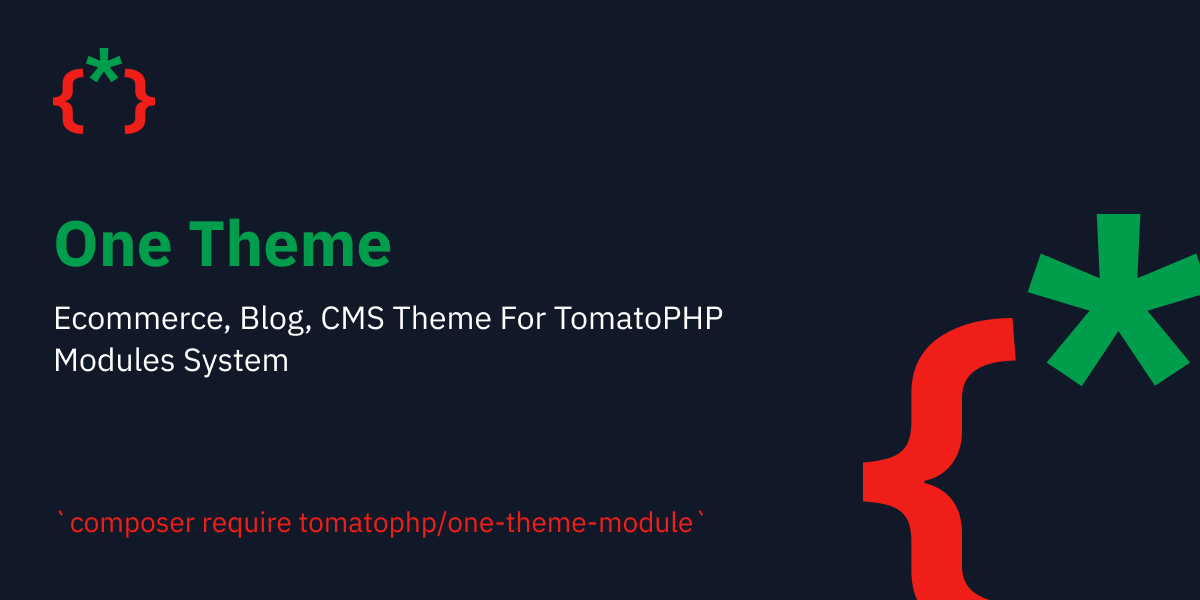 One Theme
Ecommerce, Blog, CMS Theme For TomatoPHP
Modules System
`composer require tomatophp/one-theme-module`